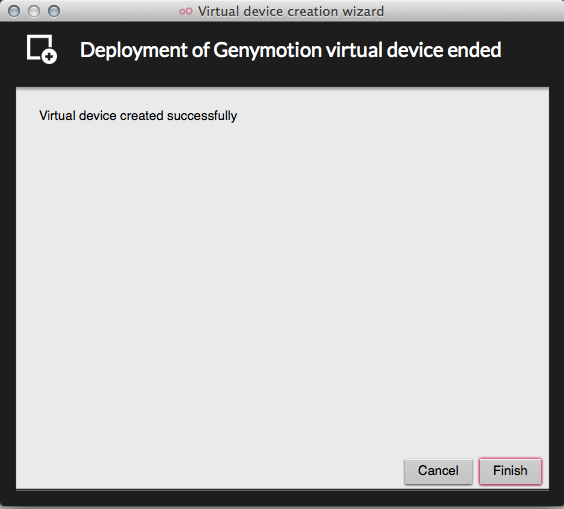 Virtual device creation wizard
Deployment of Genymotion virtual device ended
Virtual device created successfully
Cancel
Finish